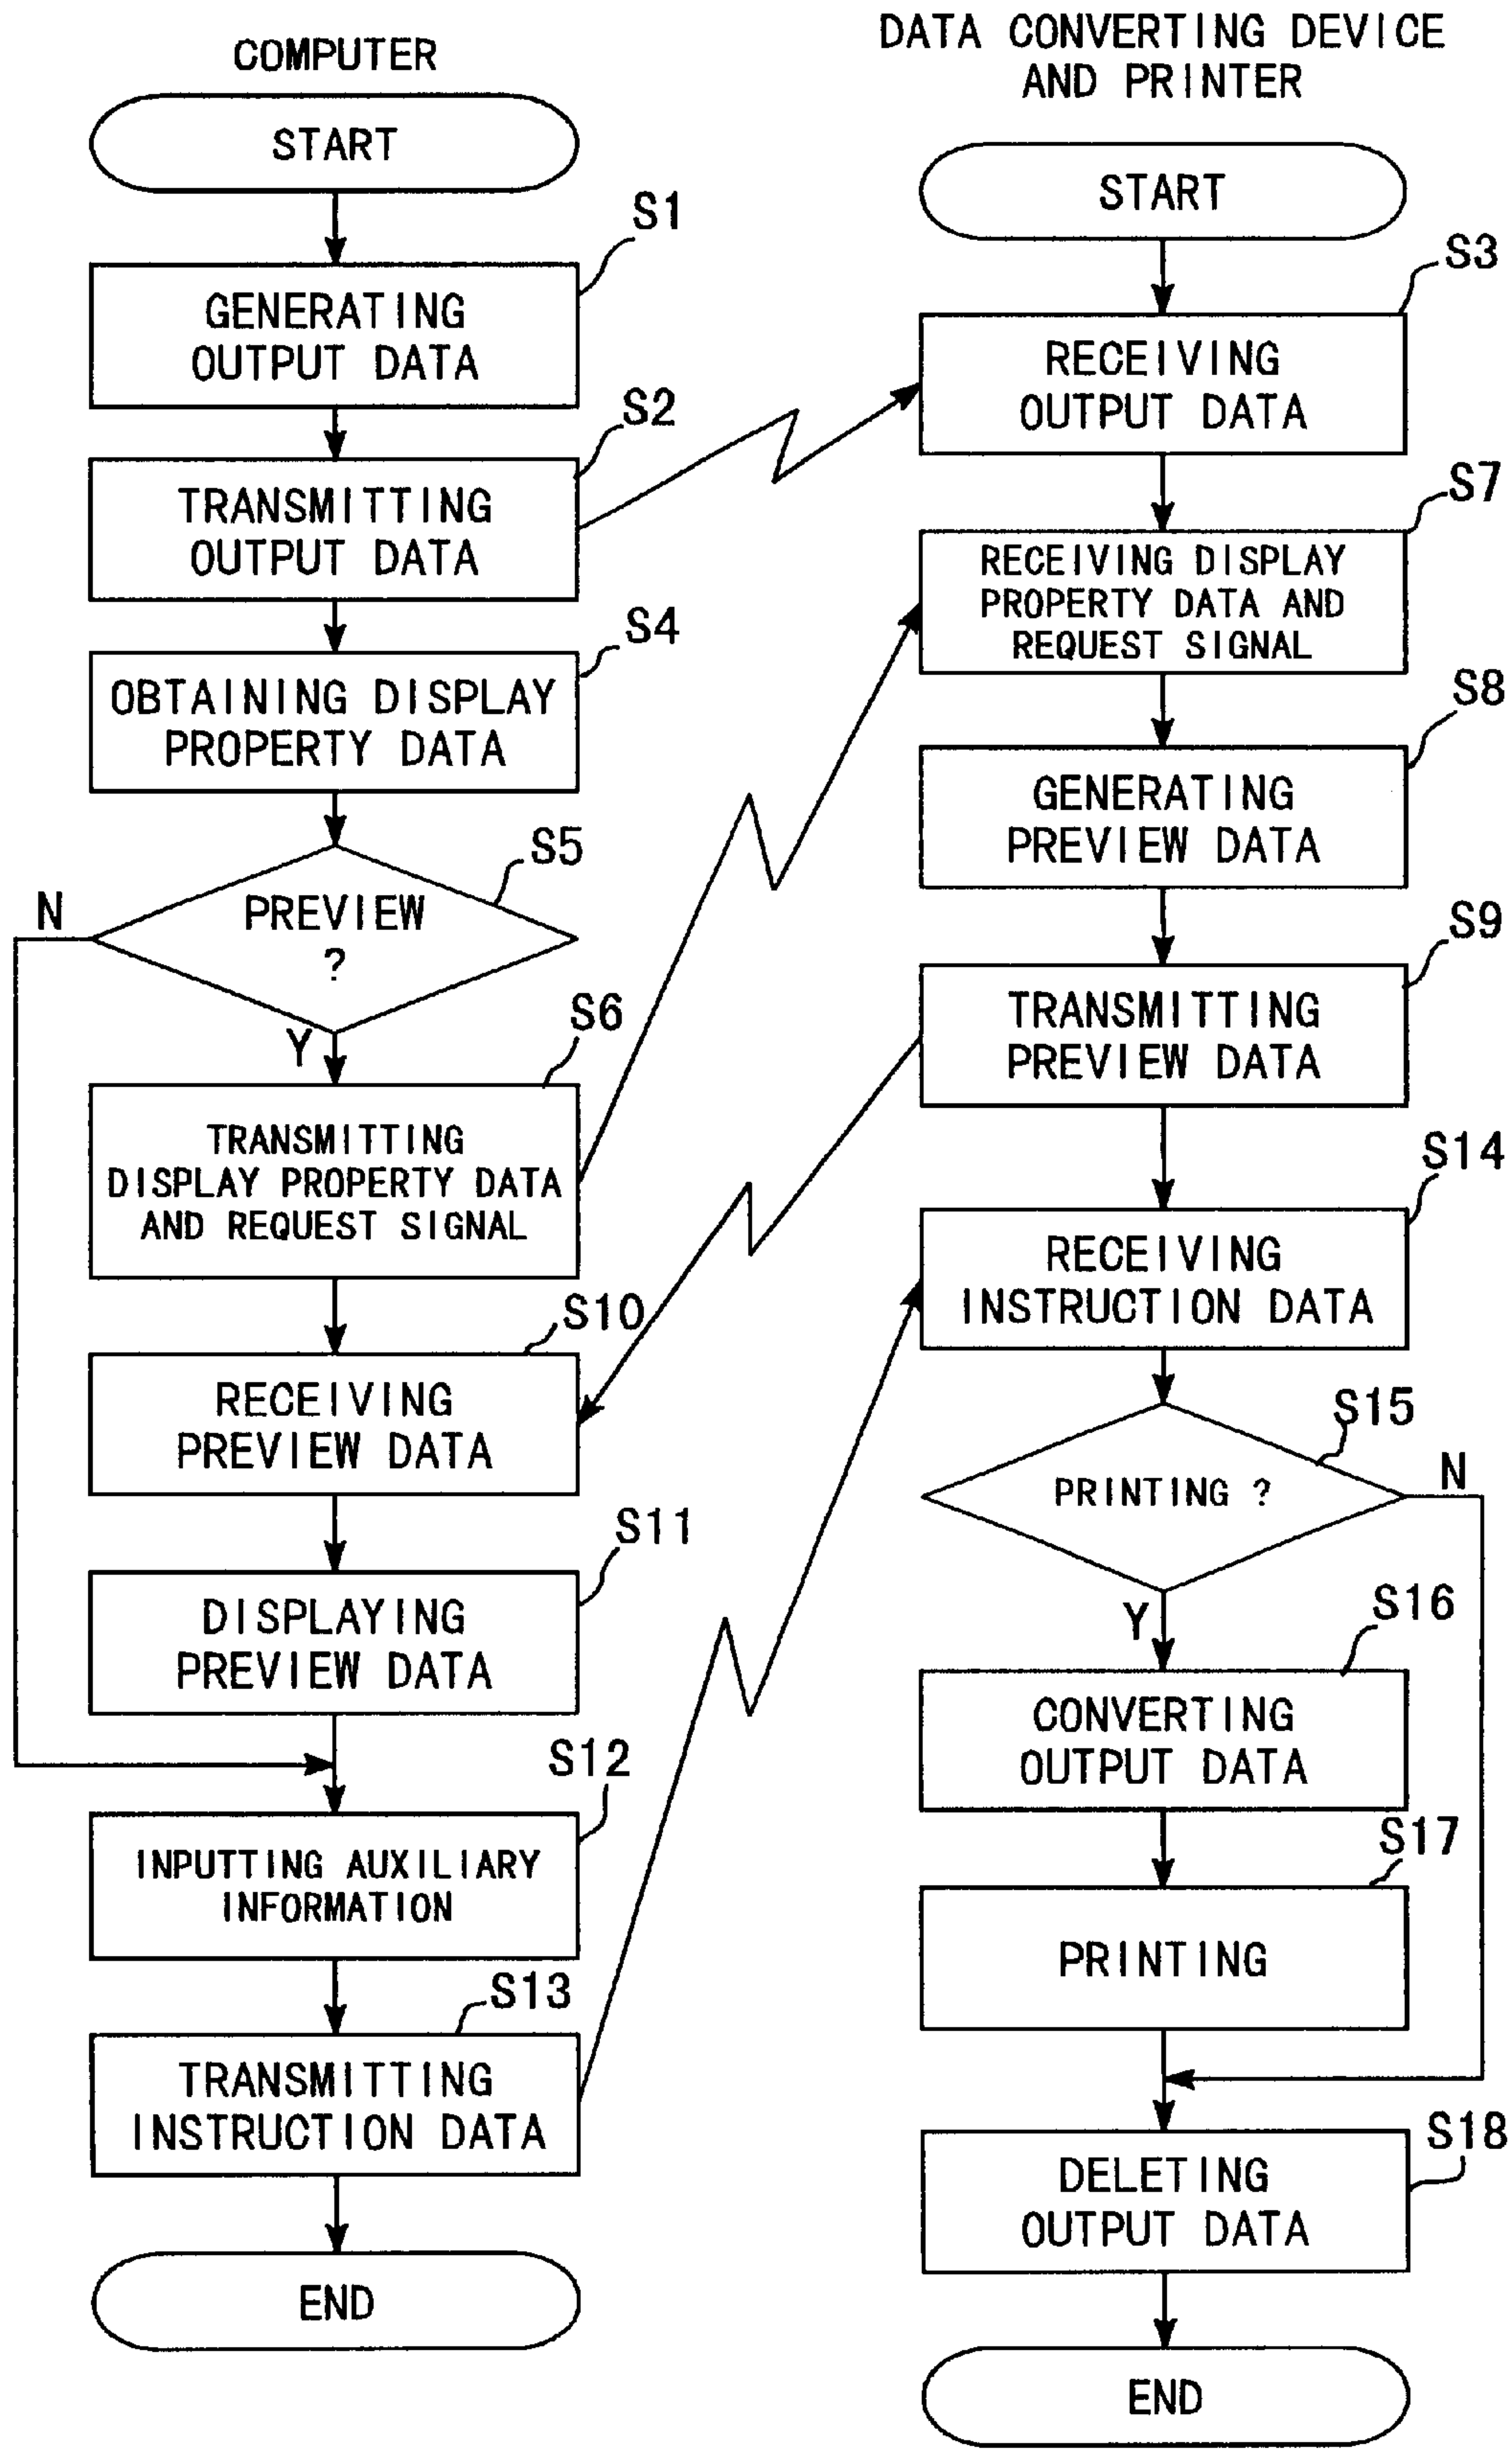 COMPUTER
START
S1
GENERATING
OUTPUT DATA
S2
TRANSMITTING
OUTPUT DATA
S4
OBTAINING DISPLAY
PROPERTY DATA
S5
N
PREVIEW
?
Y
S6
TRANSMITTING
DISPLAY PROPERTY DATA
AND REQUEST SIGNAL
S10
RECEIVING
PREVIEW DATA
S11
DISPLAYING
PREVIEW DATA
S12
INPUTTING AUXILIARY
INFORMATION
S13
TRANSMITTING
INSTRUCTION DATA
END
DATA CONVERTING DEVICE
AND PRINTER
START
S3
RECEIVING
OUTPUT DATA
S7
RECEIVING DISPLAY
PROPERTY DATA AND
REQUEST SIGNAL
S8
GENERATING
PREVIEW DATA
S9
TRANSMITTING
PREVIEW DATA
S14
RECEIVING
INSTRUCTION DATA
S15
PRINTING ?
N
Y
S16
CONVERTING
OUTPUT DATA
S17
PRINTING
S18
DELETING
OUTPUT DATA
END